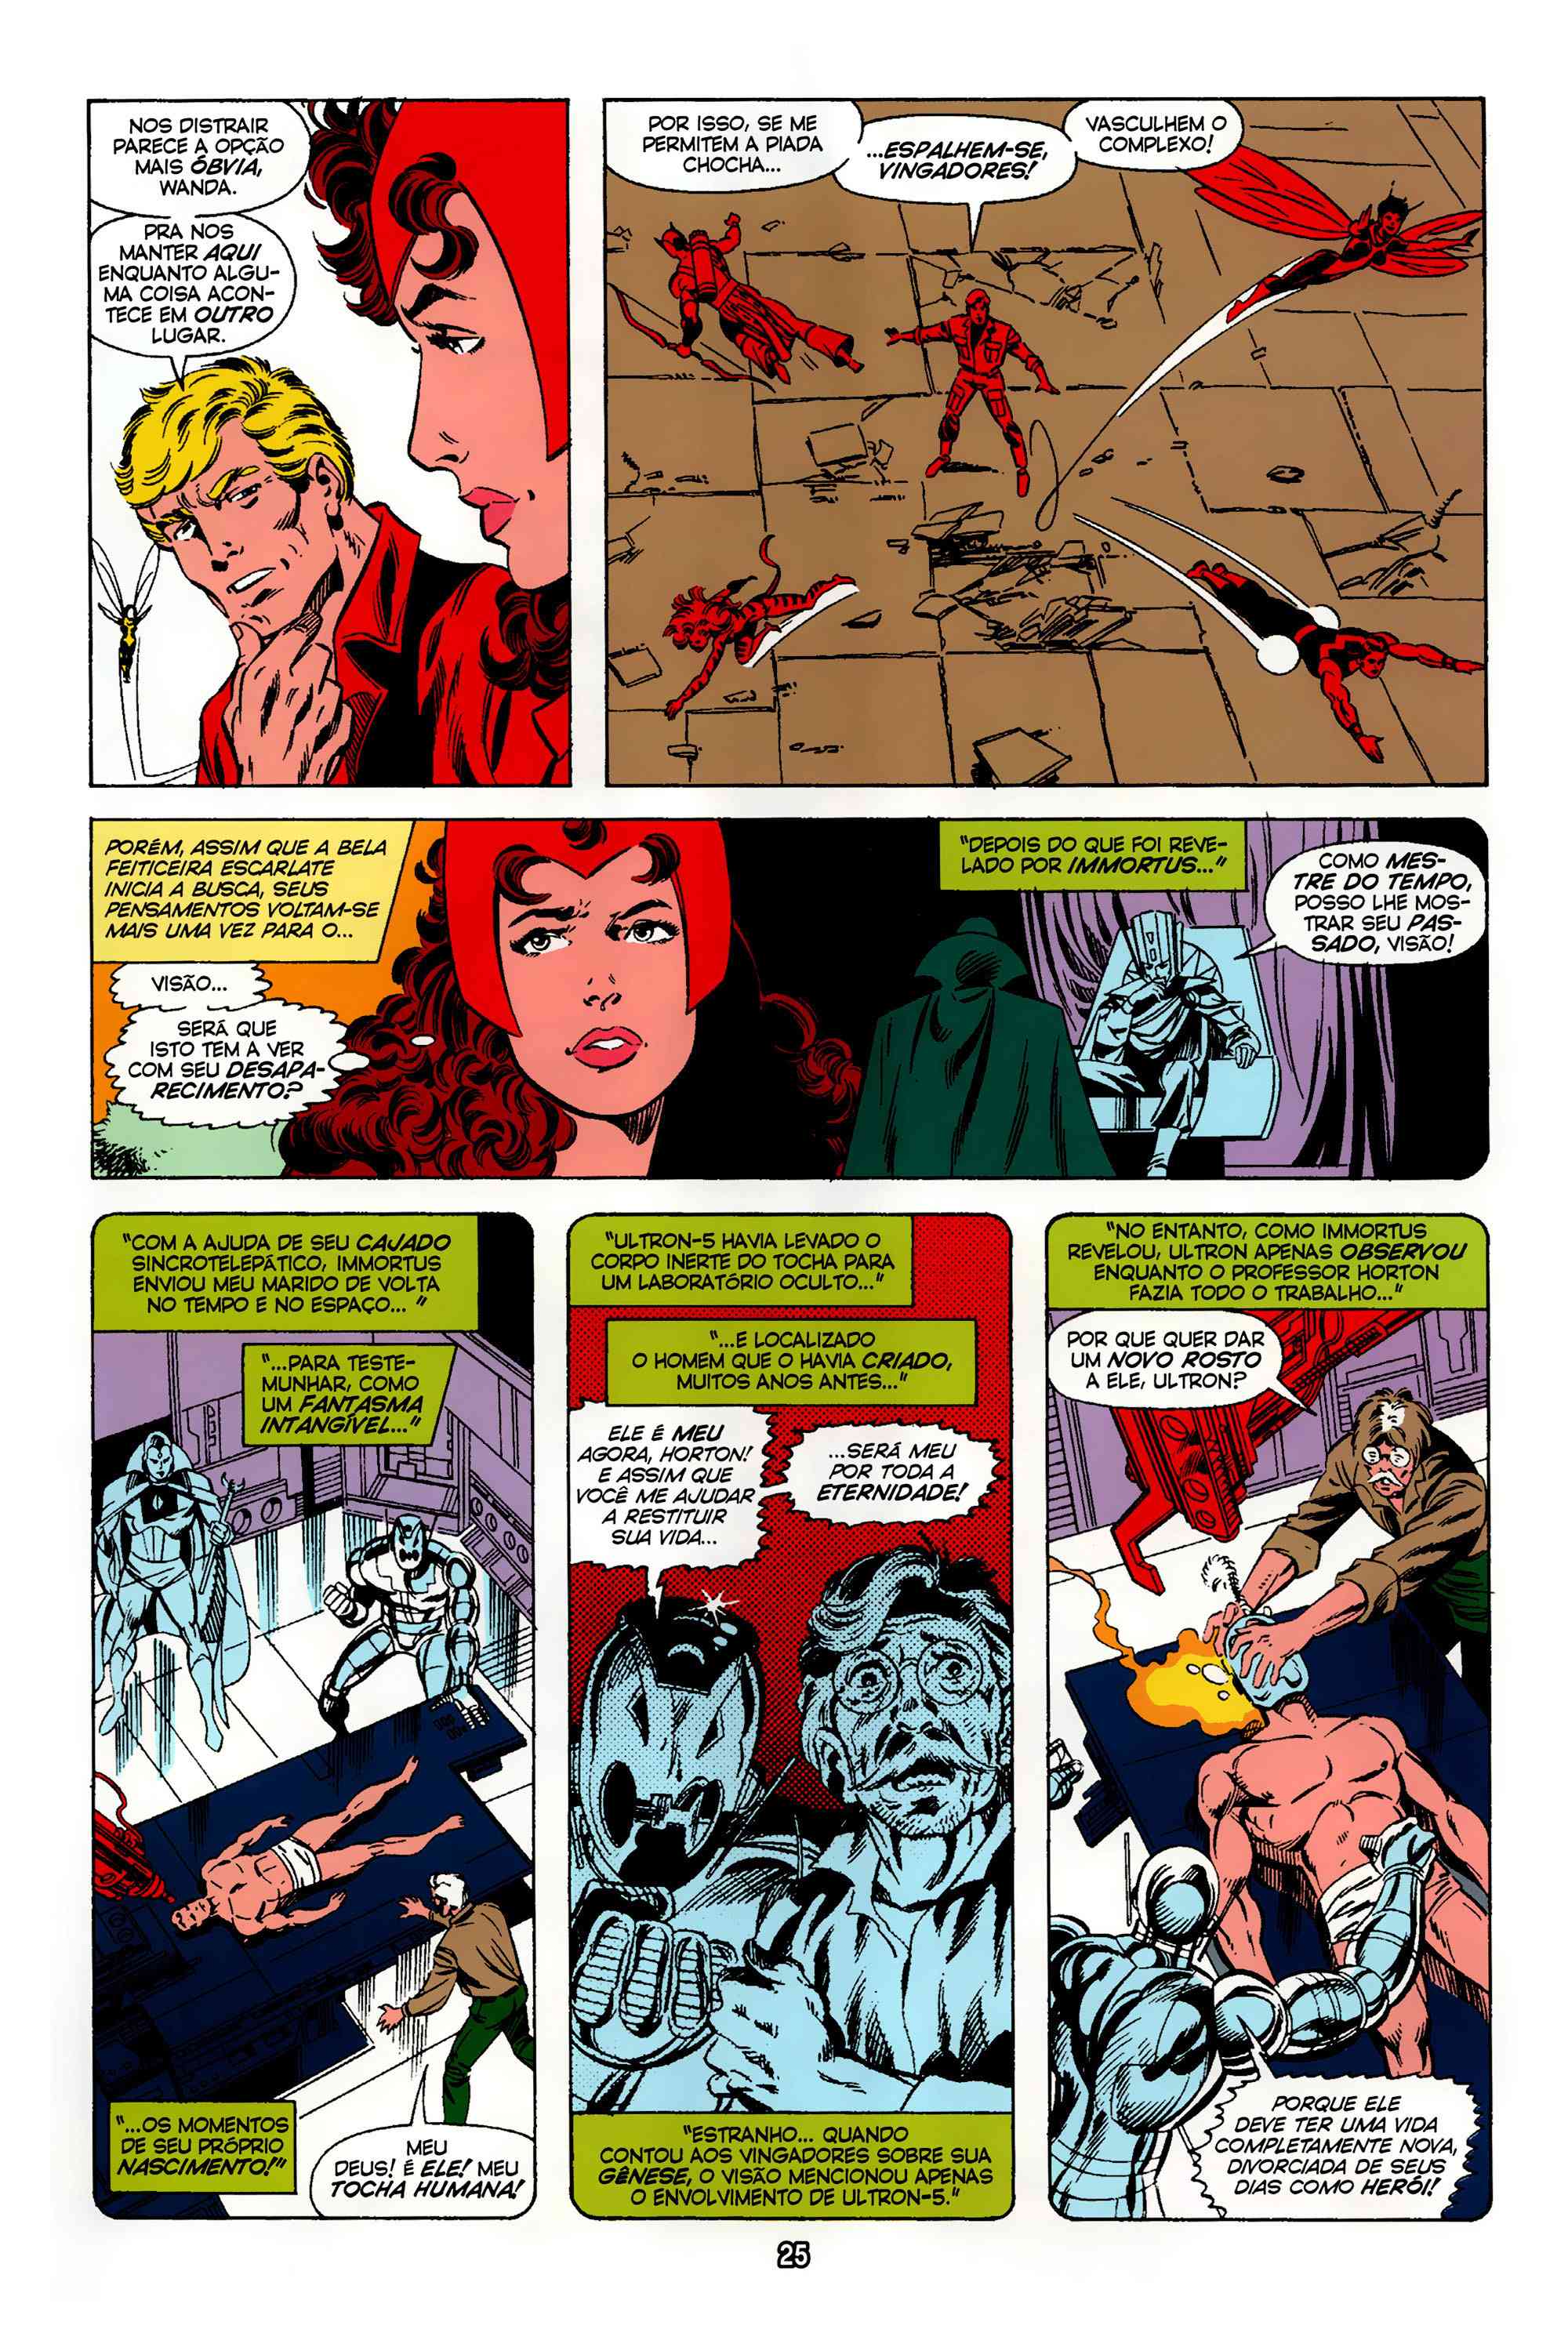 NOS DISTRAIR
PARECE A OPÇÃO
MAIS ÓBVIA,
WANDA.
PRA NOS
MANTER AQUI
ENQUANTO ALGU-
MA COISA ACON-
TECE EM OUTRO
LUGAR.
POR ISSO, SE ME
PERMITEM A PIADA
CHOCHA...
...ESPALHEM-SE,
VINGADORES!
VASCULHEM O
COMPLEXO!
PORÉM, ASSIM QUE A BELA
FEITICEIRA ESCARLATE
INICIA A BUSCA, SEUS
PENSAMENTOS VOLTAM-SE
MAIS UMA VEZ PARA O...
VISÃO...
SERÁ QUE
ISTO TEM A VER
COM SEU DESAPA-
RECIMENTO?
"DEPOIS DO QUE FOI REVE-
LADO POR IMMORTUS..."
COMO MES-
TRE DO TEMPO,
POSSO LHE MOS-
TRAR SEU PAS-
SADO, VISÃO!
"COM A AJUDA DE SEU CAJADO
SINCROTELEPÁTICO, IMMORTUS
ENVIOU MEU MARIDO DE VOLTA
NO TEMPO E NO ESPAÇO... "
"...PARA TESTE-
MUNHAR, COMO
UM FANTASMA
INTANGÍVEL..."
"...OS MOMENTOS
DE SEU PRÓPRIO
NASCIMENTO!"
MEU
DEUS! É ELE! MEU
TOCHA HUMANA!
"ULTRON-5 HAVIA LEVADO O
CORPO INERTE DO TOCHA PARA
UM LABORATÓRIO OCULTO..."
"...E LOCALIZADO
O HOMEM QUE O HAVIA CRIADO,
MUITOS ANOS ANTES..."
ELE É MEU
AGORA, HORTON!
E ASSIM QUE
VOCÊ ME AJUDAR
A RESTITUIR
SUA VIDA...
...SERÁ MEU
POR TODA A
ETERNIDADE!
"ESTRANHO... QUANDO
CONTOU AOS VINGADORES SOBRE SUA
GÊNESE, O VISÃO MENCIONOU APENAS
O ENVOLVIMENTO DE ULTRON-5."
"NO ENTANTO, COMO IMMORTUS
REVELOU, ULTRON APENAS OBSERVOU
ENQUANTO O PROFESSOR HORTON
FAZIA TODO O TRABALHO..."
POR QUE QUER DAR
UM NOVO ROSTO
A ELE, ULTRON?
PORQUE ELE
DEVE TER UMA VIDA
COMPLETAMENTE NOVA,
DIVORCIADA DE SEUS
DIAS COMO HERÓI!
25